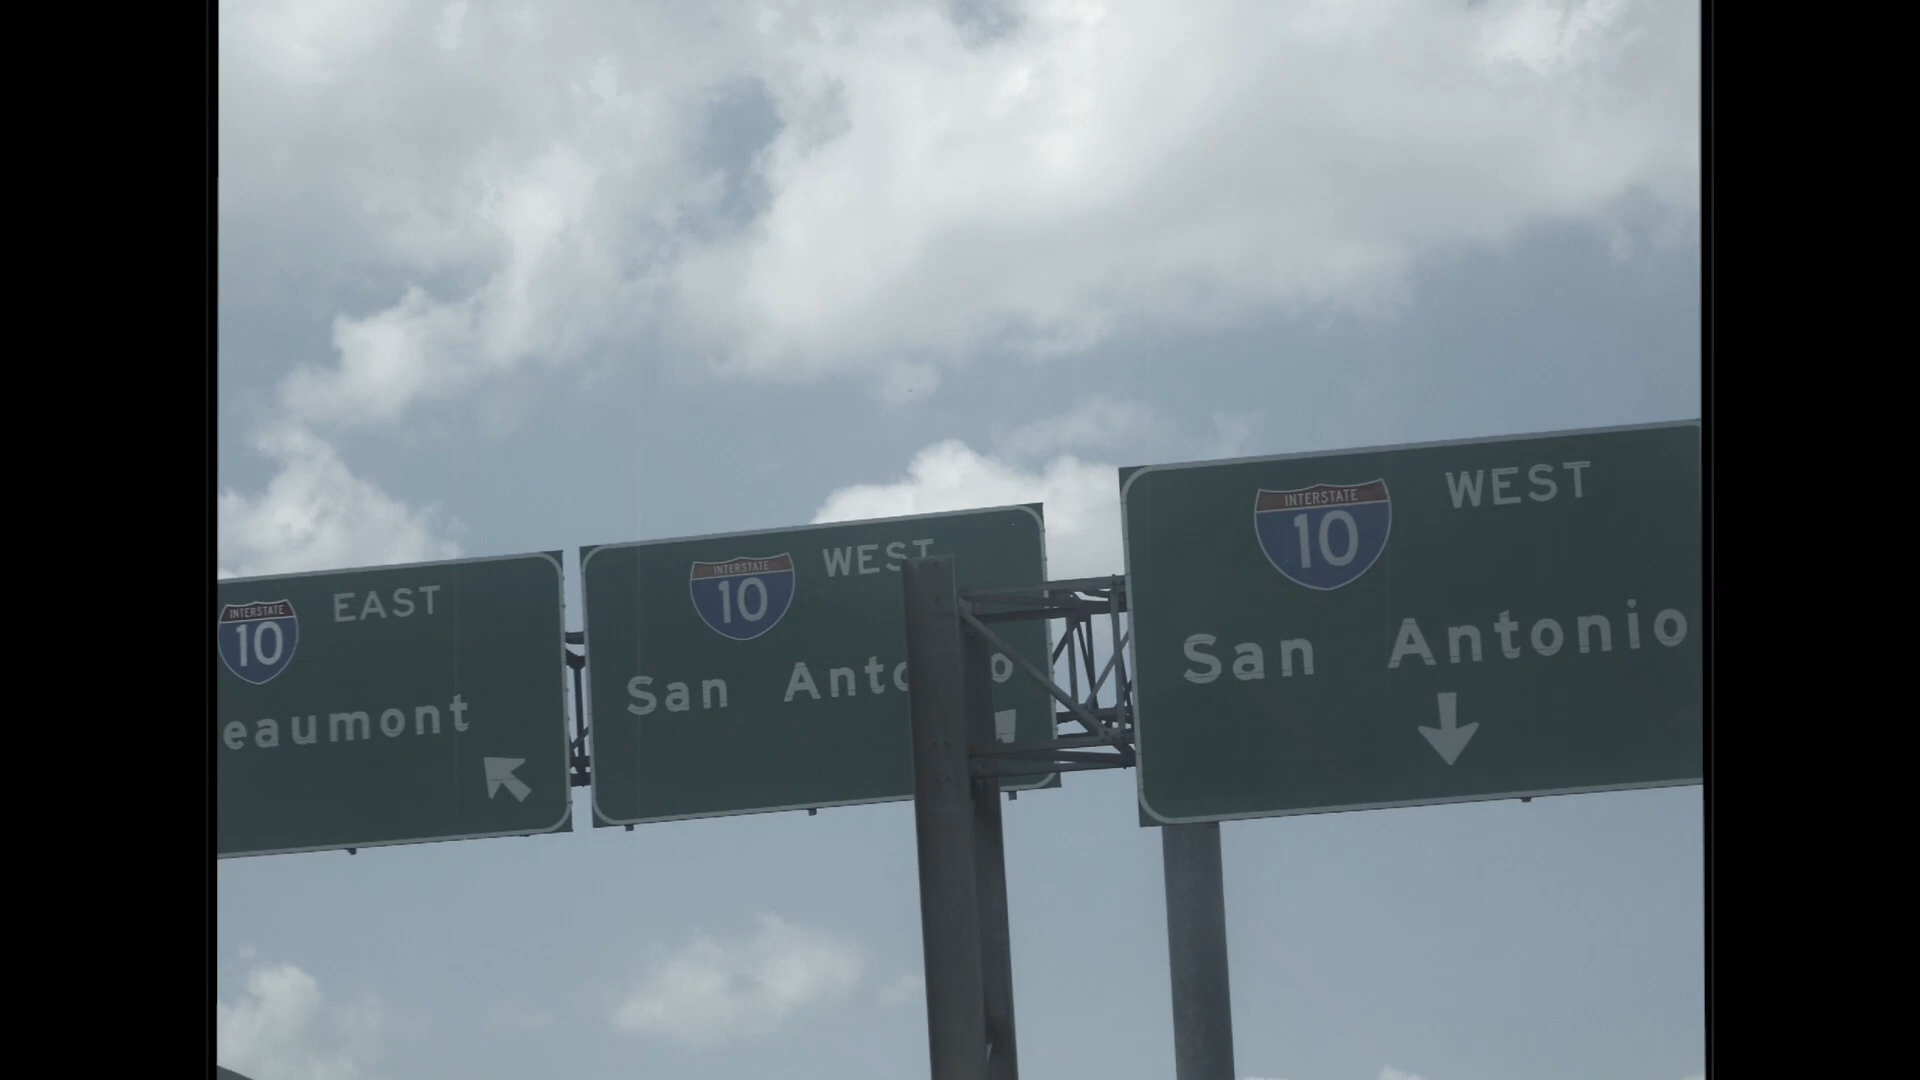 INTERSTATE
10
EAST
eaumont
INTERSTATE
10
WEST
San Anto o
INTERSTATE
10
WEST
San Antonio